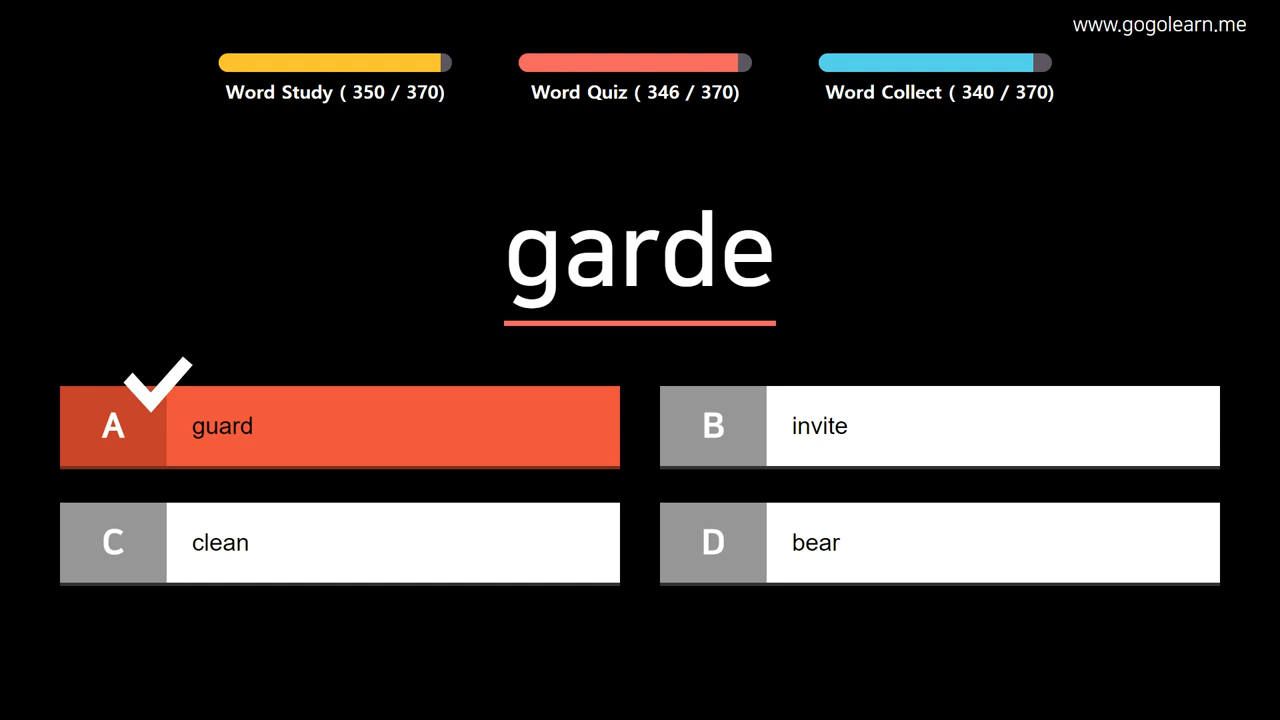 www.gogolearn.me
Word Study ( 350 / 370)
Word Quiz ( 346 / 370)
Word Collect ( 340 / 370)
garde
A guard
B invite
C clean
D bear